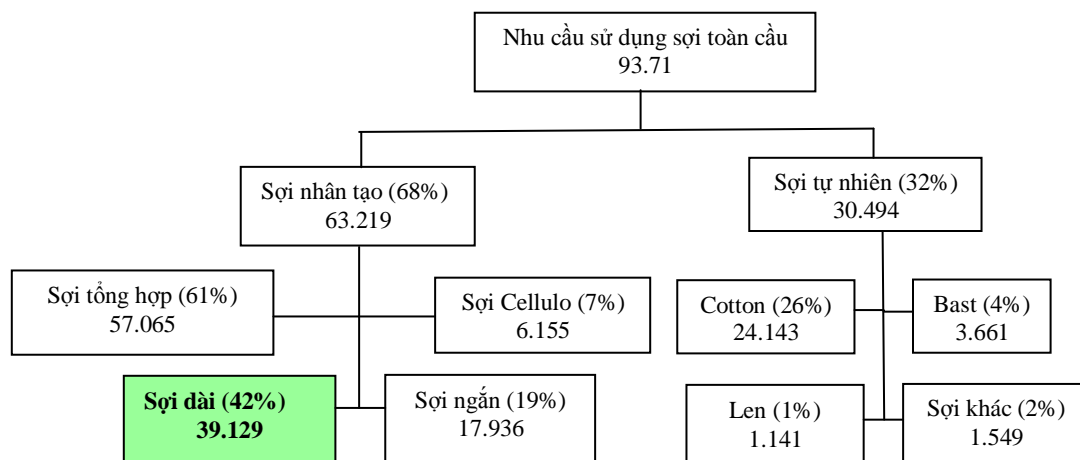 Nhu cầu sử dụng sợi toàn cầu
93.71
Sợi nhân tạo (68%)
63.219
Sợi tự nhiên (32%)
30.494
Sợi tổng hợp (61%)
57.065
Sợi Cellulo (7%)
6.155
Cotton (26%)
24.143
Bast (4%)
3.661
Sợi dài (42%)
39.129
Sợi ngắn (19%)
17.936
Len (1%)
1.141
Sợi khác (2%)
1.549